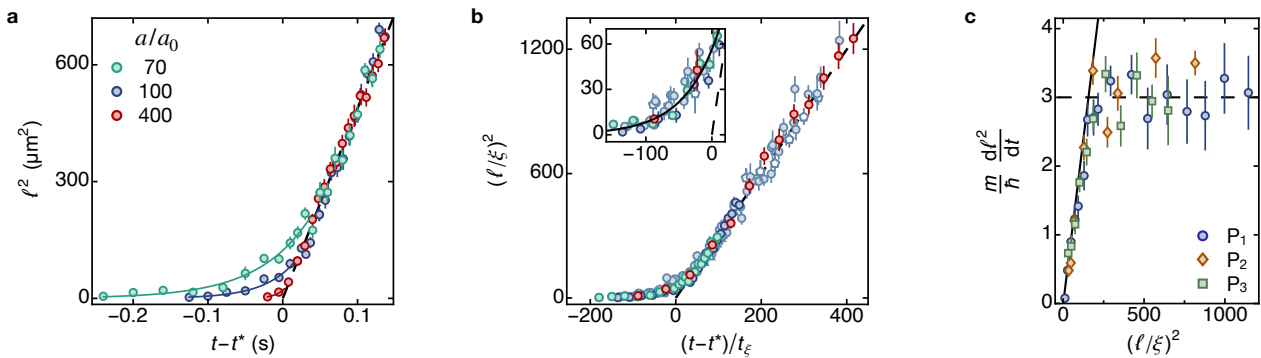 a
ℓ² (μm²)
600
300
0
a/a₀
70
100
400
−0.2
−0.1
0
0.1
t−t* (s)
b
(ℓ/ξ)²
1200
600
0
60
30
0
−100
0
−200
0
200
400
(t−t*)/t_ξ
c
m/ħ dℓ²/dt
4
3
2
1
0
P₁
P₂
P₃
0
500
1000
(ℓ/ξ)²